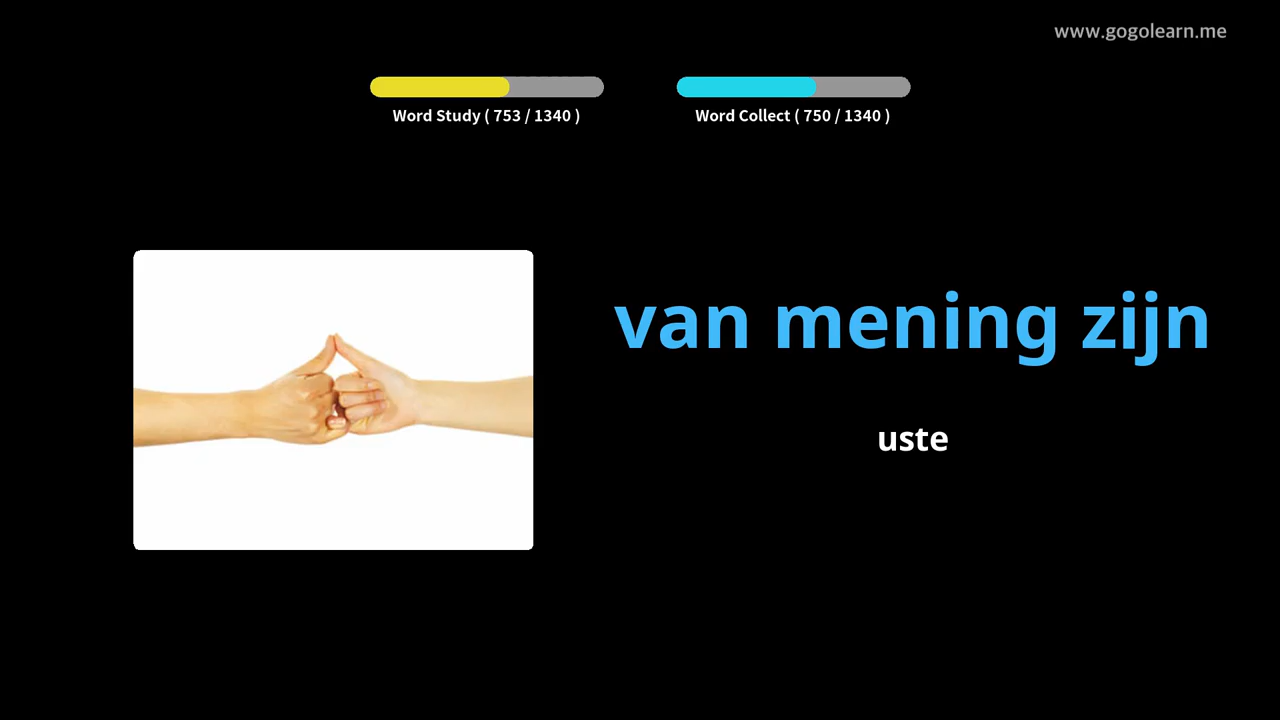 www.gogolearn.me
Word Study ( 753 / 1340 )
Word Collect ( 750 / 1340 )
van mening zijn
uste